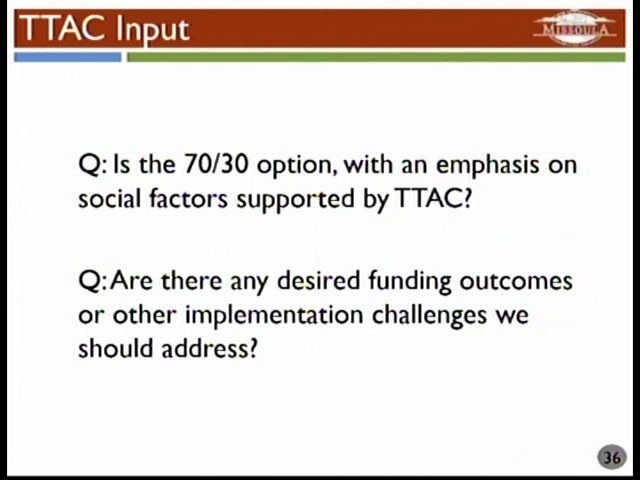 TTAC Input
MISSOULA
Q: Is the 70/30 option, with an emphasis on
social factors supported by TTAC?
Q: Are there any desired funding outcomes
or other implementation challenges we
should address?
36